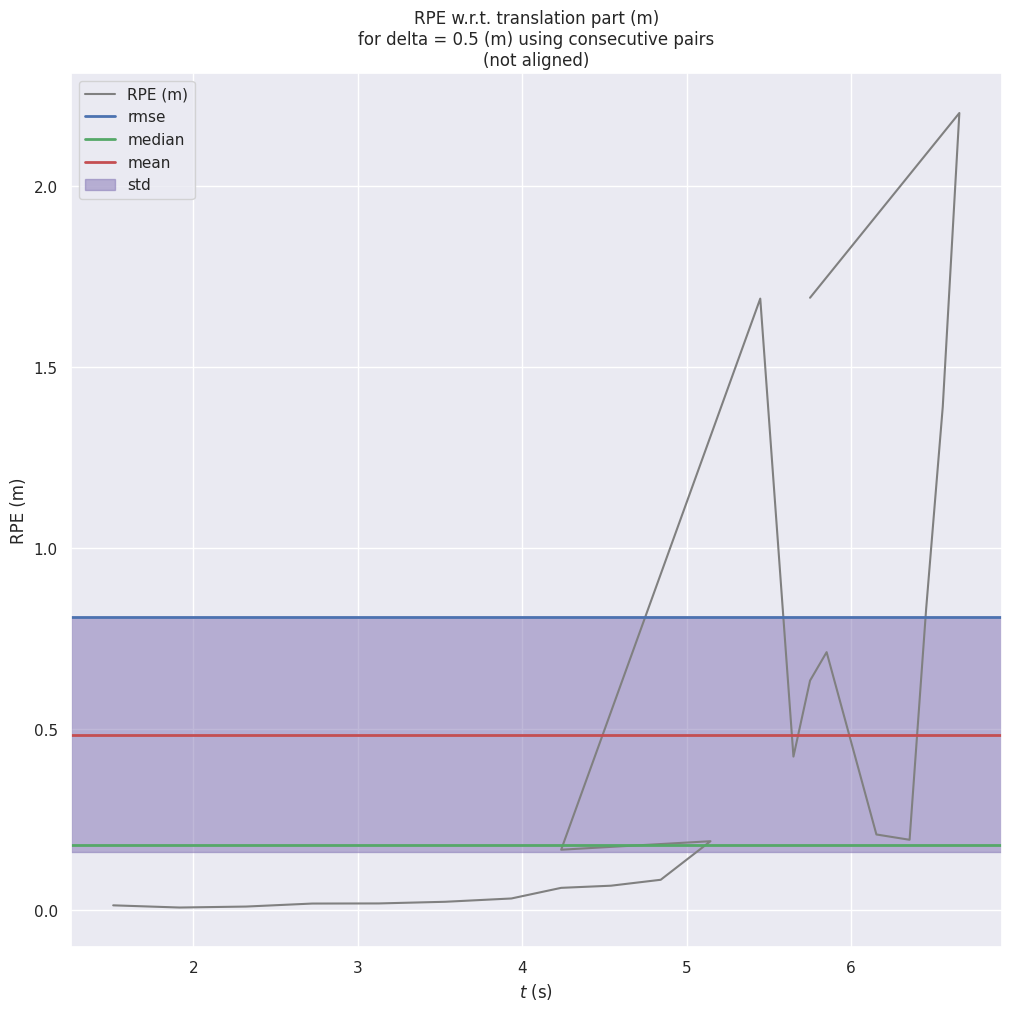 RPE w.r.t. translation part (m)
for delta = 0.5 (m) using consecutive pairs
(not aligned)
RPE (m)
rmse
median
mean
std
RPE (m)
2.0
1.5
1.0
0.5
0.0
2 3 4 5 6
t (s)